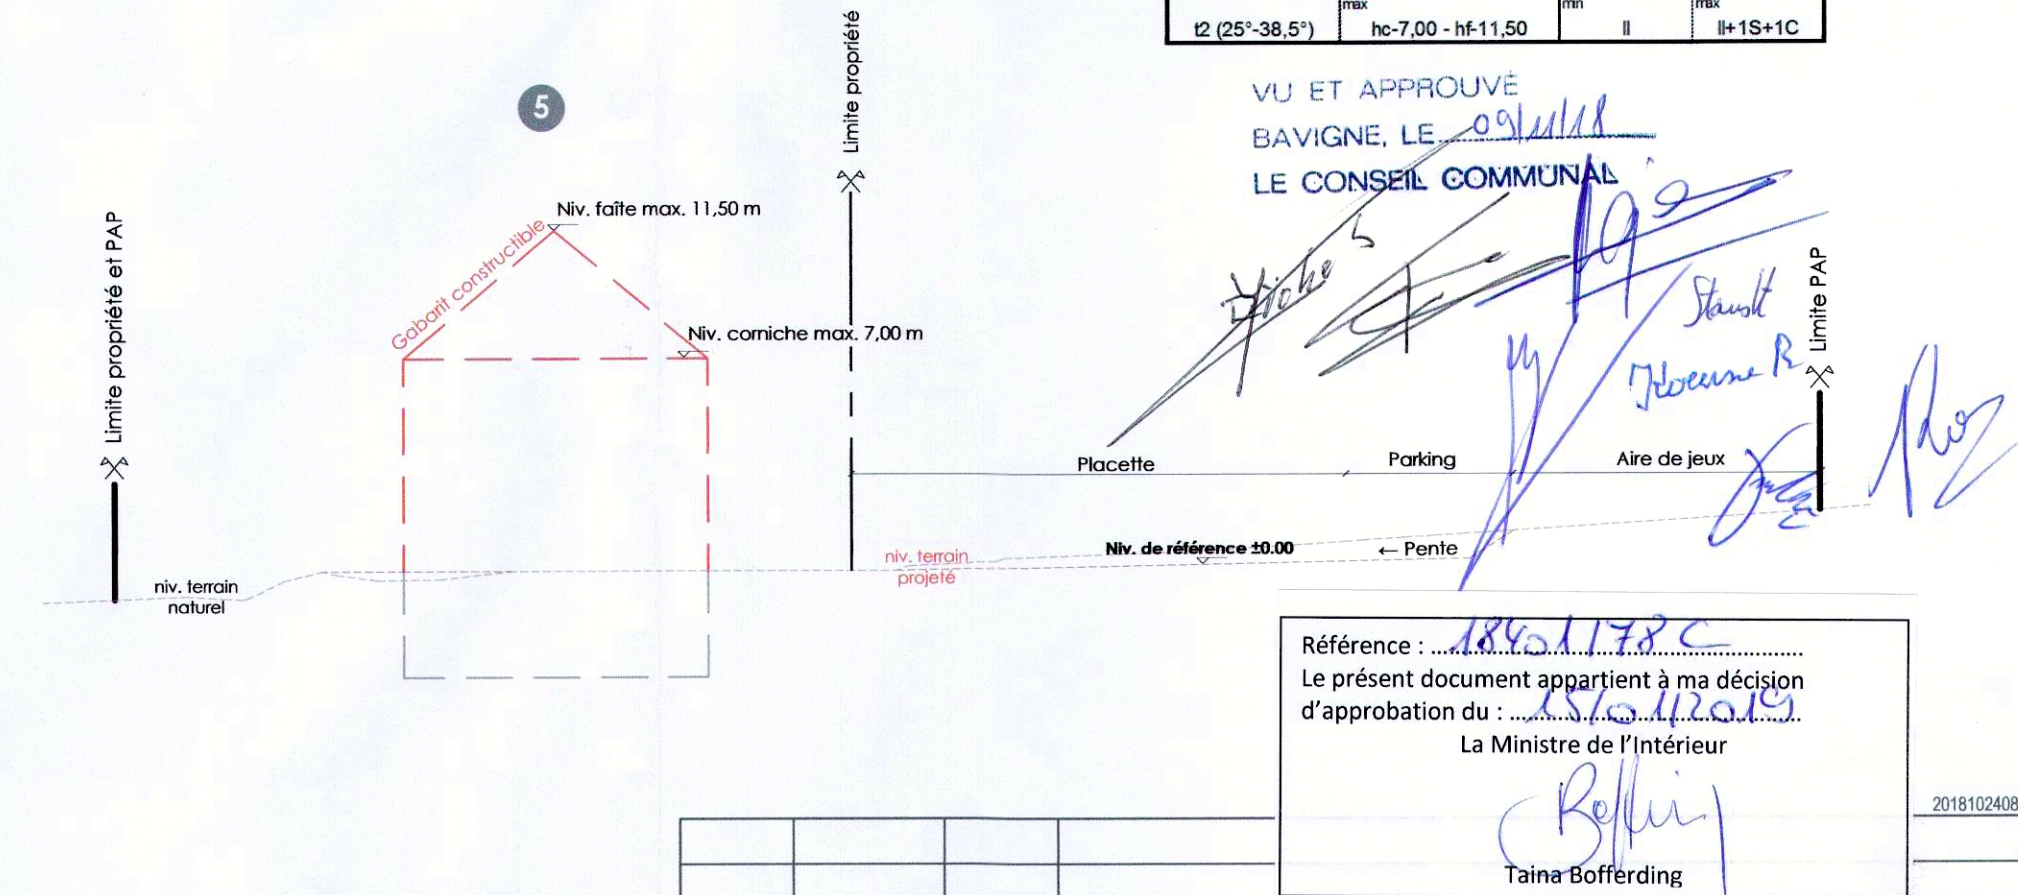 max
min
max
t2 (25°-38,5°)
hc-7,00 - hf-11,50
II
II+1S+1C
5
Limite propriété
VU ET APPROUVÉ
BAVIGNE, LE 09/11/18
LE CONSEIL COMMUNAL
Niv. faîte max. 11,50 m
Limite propriété et PAP
Gabarit constructible
Niv. corniche max. 7,00 m
Limite PAP
Placette
Parking
Aire de jeux
niv. terrain
projeté
Niv. de référence ±0.00
← Pente
niv. terrain
naturel
Référence : 18401/78C
Le présent document appartient à ma décision
d'approbation du : 15/01/2019
La Ministre de l'Intérieur
Taina Bofferding
2018102408